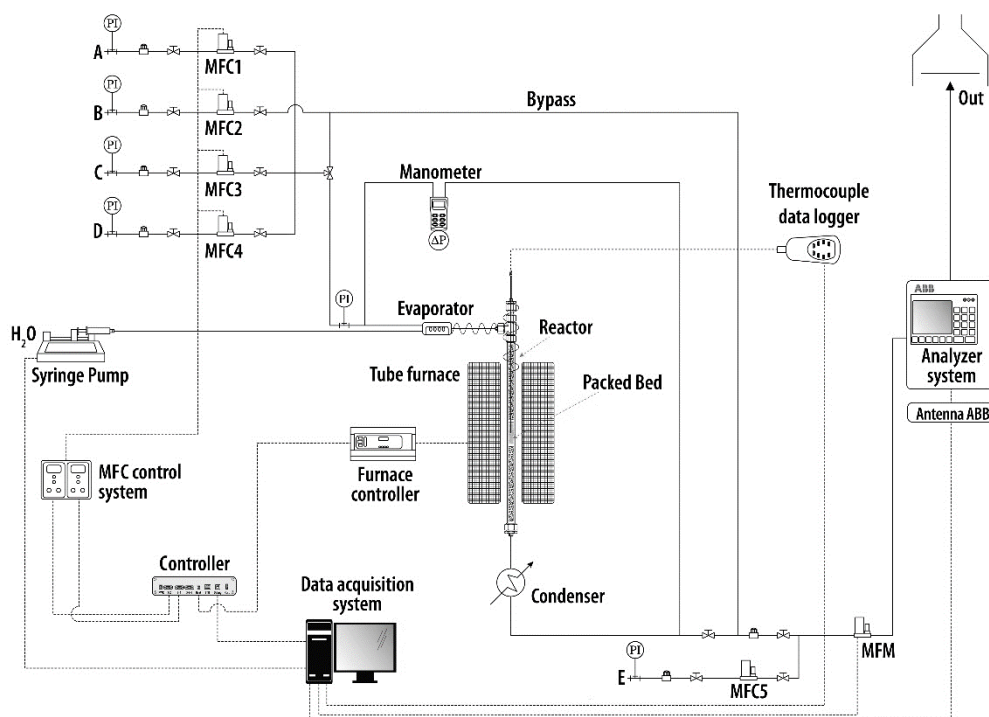 PI
A
MFC1
PI
B
MFC2
Bypass
PI
C
MFC3
PI
D
MFC4
Manometer
ΔP
Out
Thermocouple
data logger
PI
Evaporator
H₂O
Syringe Pump
Reactor
Tube furnace
Packed Bed
ABB
Analyzer
system
Antenna ABB
MFC control
system
Furnace
controller
Controller
Data acquisition
system
Condenser
MFM
PI
E
MFC5